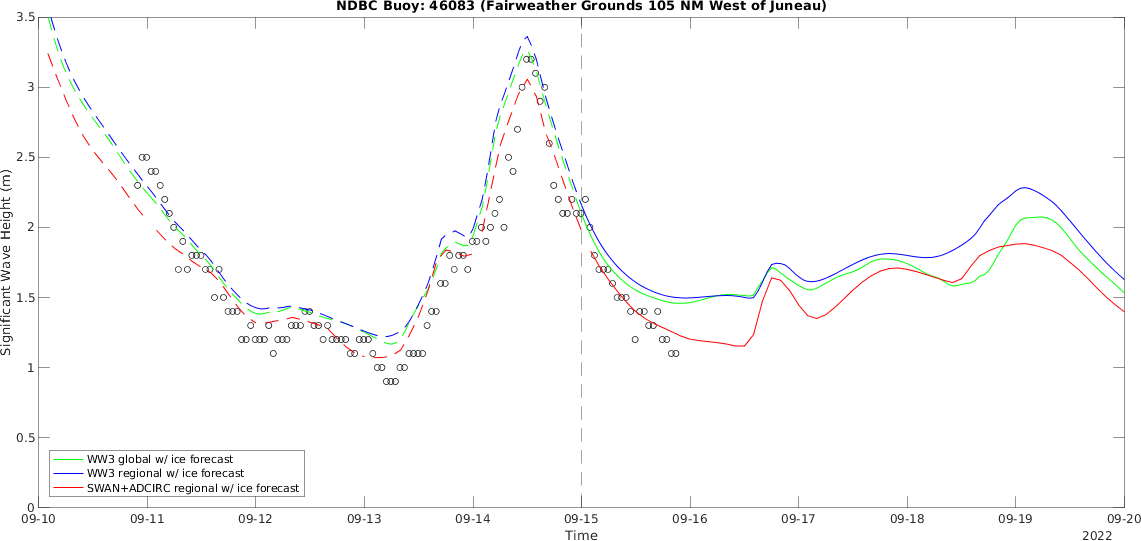 NDBC Buoy: 46083 (Fairweather Grounds 105 NM West of Juneau)
3.5
3
2.5
2
1.5
1
0.5
0
Significant Wave Height (m)
WW3 global w/ ice forecast
WW3 regional w/ ice forecast
SWAN+ADCIRC regional w/ ice forecast
09-10 09-11 09-12 09-13 09-14 09-15 09-16 09-17 09-18 09-19 09-20
Time
2022